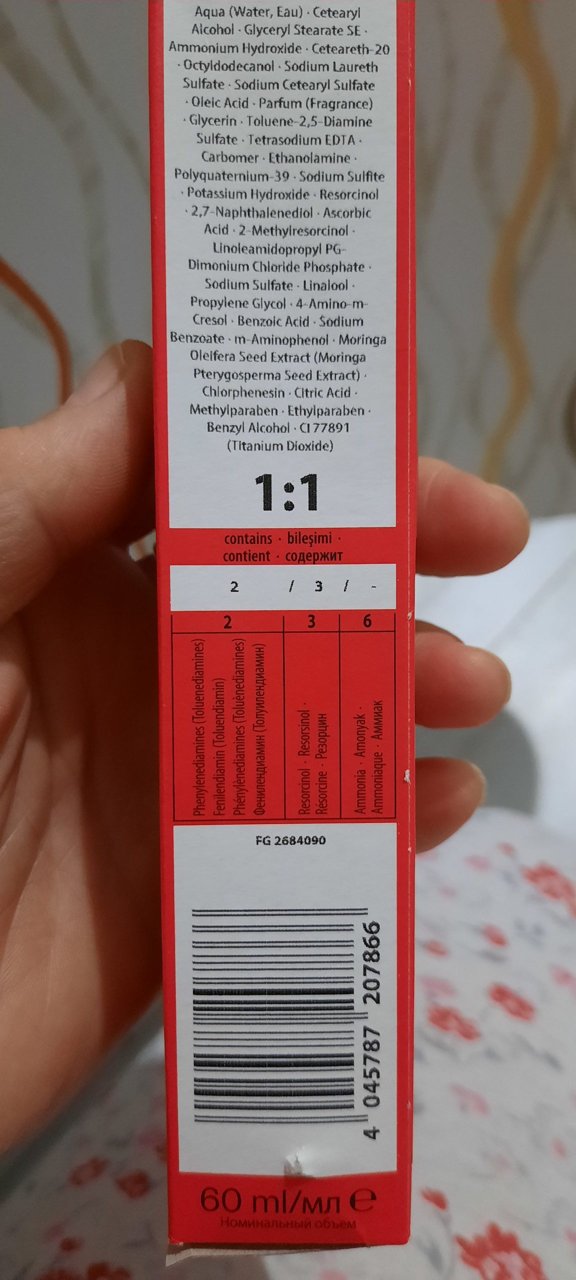 Aqua (Water, Eau) · Cetearyl
Alcohol · Glyceryl Stearate SE ·
Ammonium Hydroxide · Ceteareth-20
· Octyldodecanol · Sodium Laureth
Sulfate · Sodium Cetearyl Sulfate
· Oleic Acid · Parfum (Fragrance)
· Glycerin · Toluene-2,5-Diamine
Sulfate · Tetrasodium EDTA ·
Carbomer · Ethanolamine ·
Polyquaternium-39 · Sodium Sulfite
· Potassium Hydroxide · Resorcinol
· 2,7-Naphthalenediol · Ascorbic
Acid · 2-Methylresorcinol ·
Linoleamidopropyl PG-
Dimonium Chloride Phosphate ·
Sodium Sulfate · Linalool ·
Propylene Glycol · 4-Amino-m-
Cresol · Benzoic Acid · Sodium
Benzoate · m-Aminophenol · Moringa
Oleifera Seed Extract (Moringa
Pterygosperma Seed Extract) ·
Chlorphenesin · Citric Acid ·
Methylparaben · Ethylparaben ·
Benzyl Alcohol · CI 77891
(Titanium Dioxide)
1:1
contains · bileşimi ·
contient · содержит
2 / 3 / -
2 3 6
Phenylenediamines (Toluenediamines)
Fenilendiamin (Toluendiamin)
Phénylènediamines (Toluènediamines)
Фенилендиамин (Толуилендиамин)
Resorcinol · Resorsinol ·
Résorcine · Резорцин
Ammonia · Amonyak ·
Ammoniaque · Аммиак
FG 2684090
4 045787 207866
60 ml/мл e
Номинальный объем